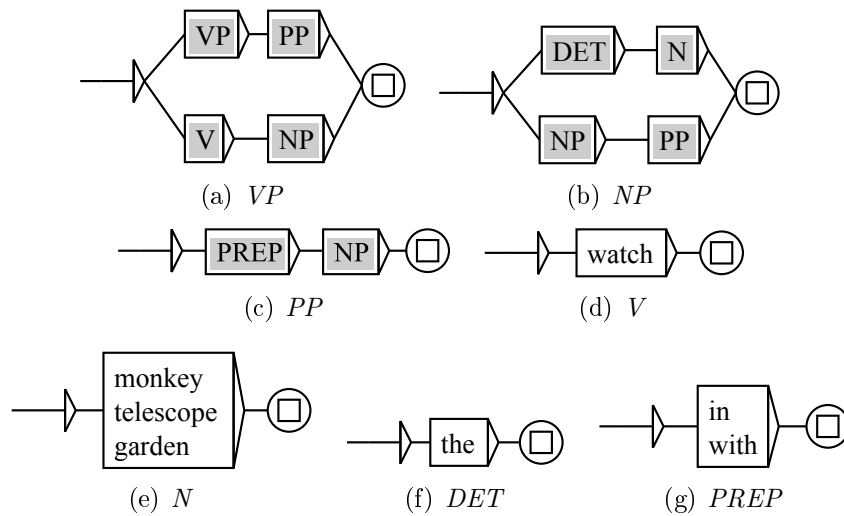 VP PP
V NP
(a) VP
DET N
NP PP
(b) NP
PREP NP
(c) PP
watch
(d) V
monkey
telescope
garden
(e) N
the
(f) DET
in
with
(g) PREP